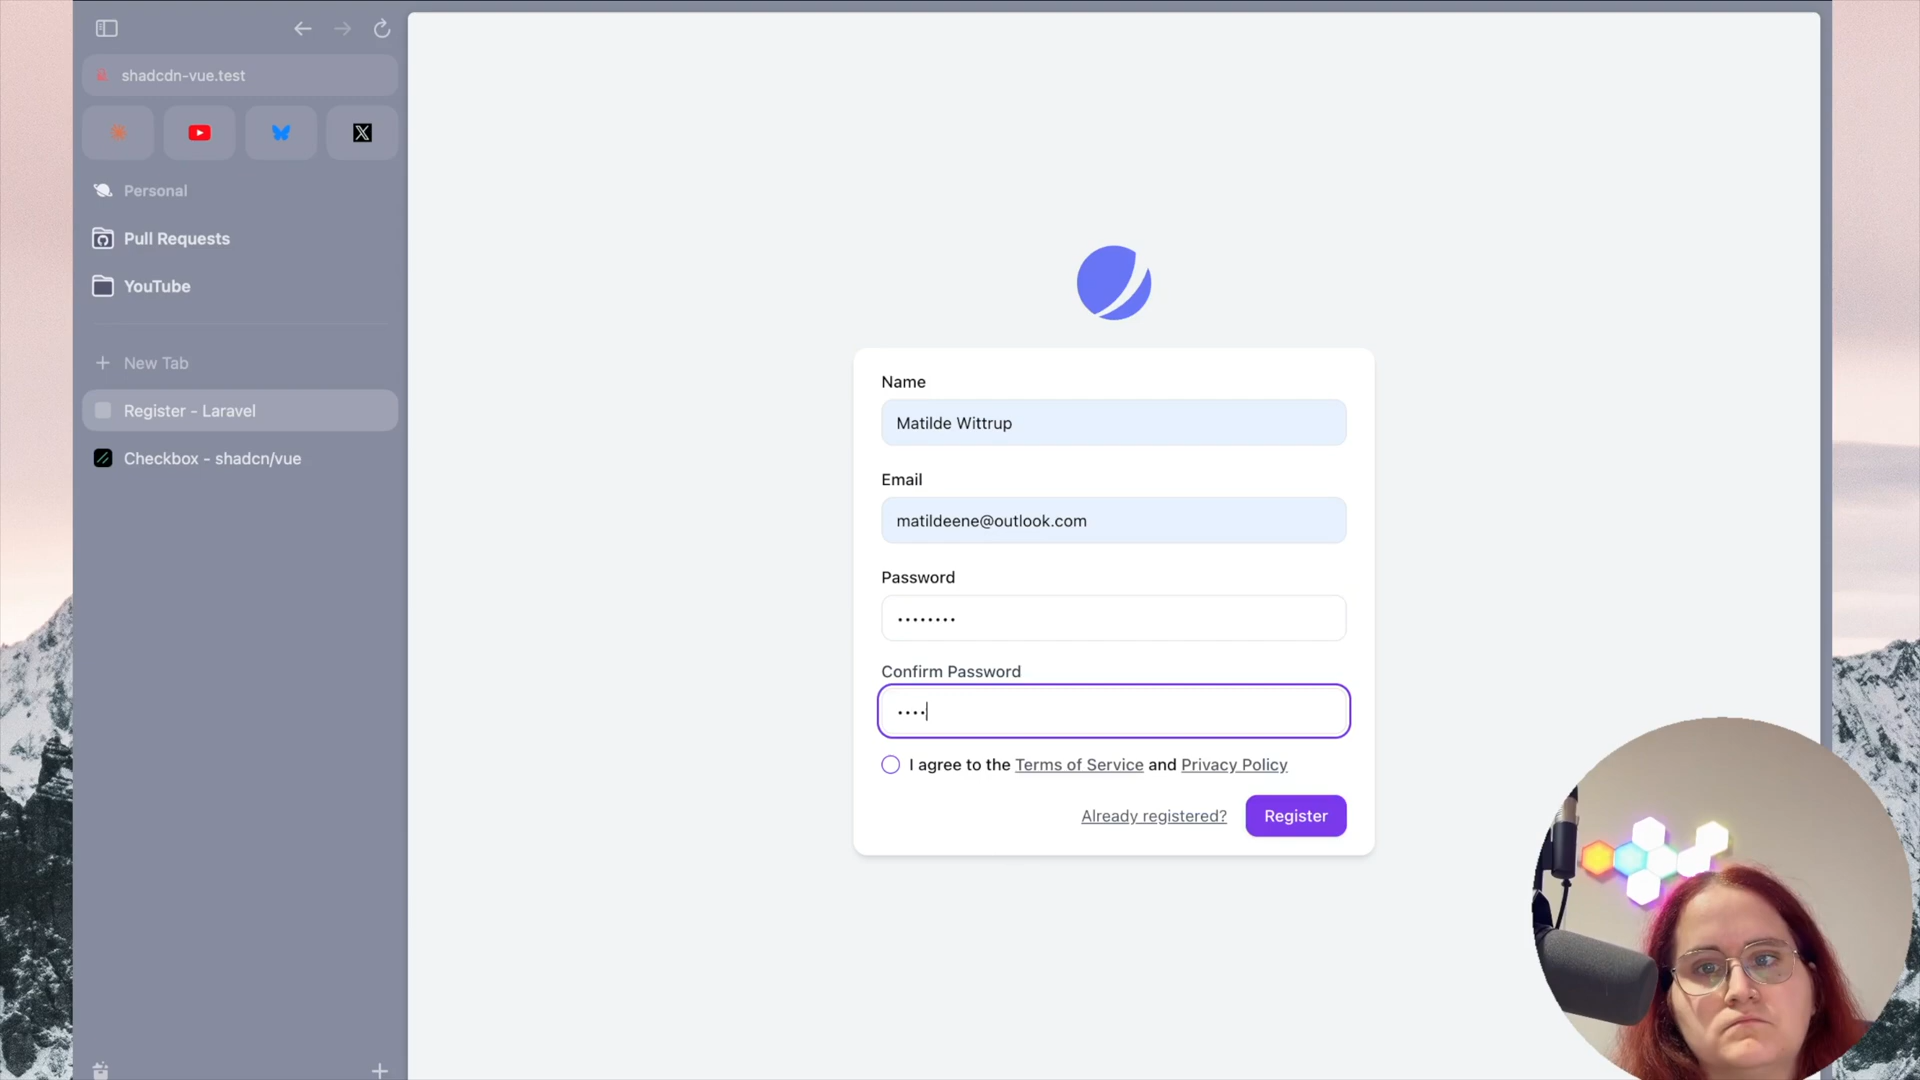 shadcdn-vue.test
Personal
Pull Requests
YouTube
New Tab
Register - Laravel
Checkbox - shadcn/vue
Name
Matilde Wittrup
Email
matildeene@outlook.com
Password
••••••••
Confirm Password
••••
I agree to the Terms of Service and Privacy Policy
Already registered?
Register